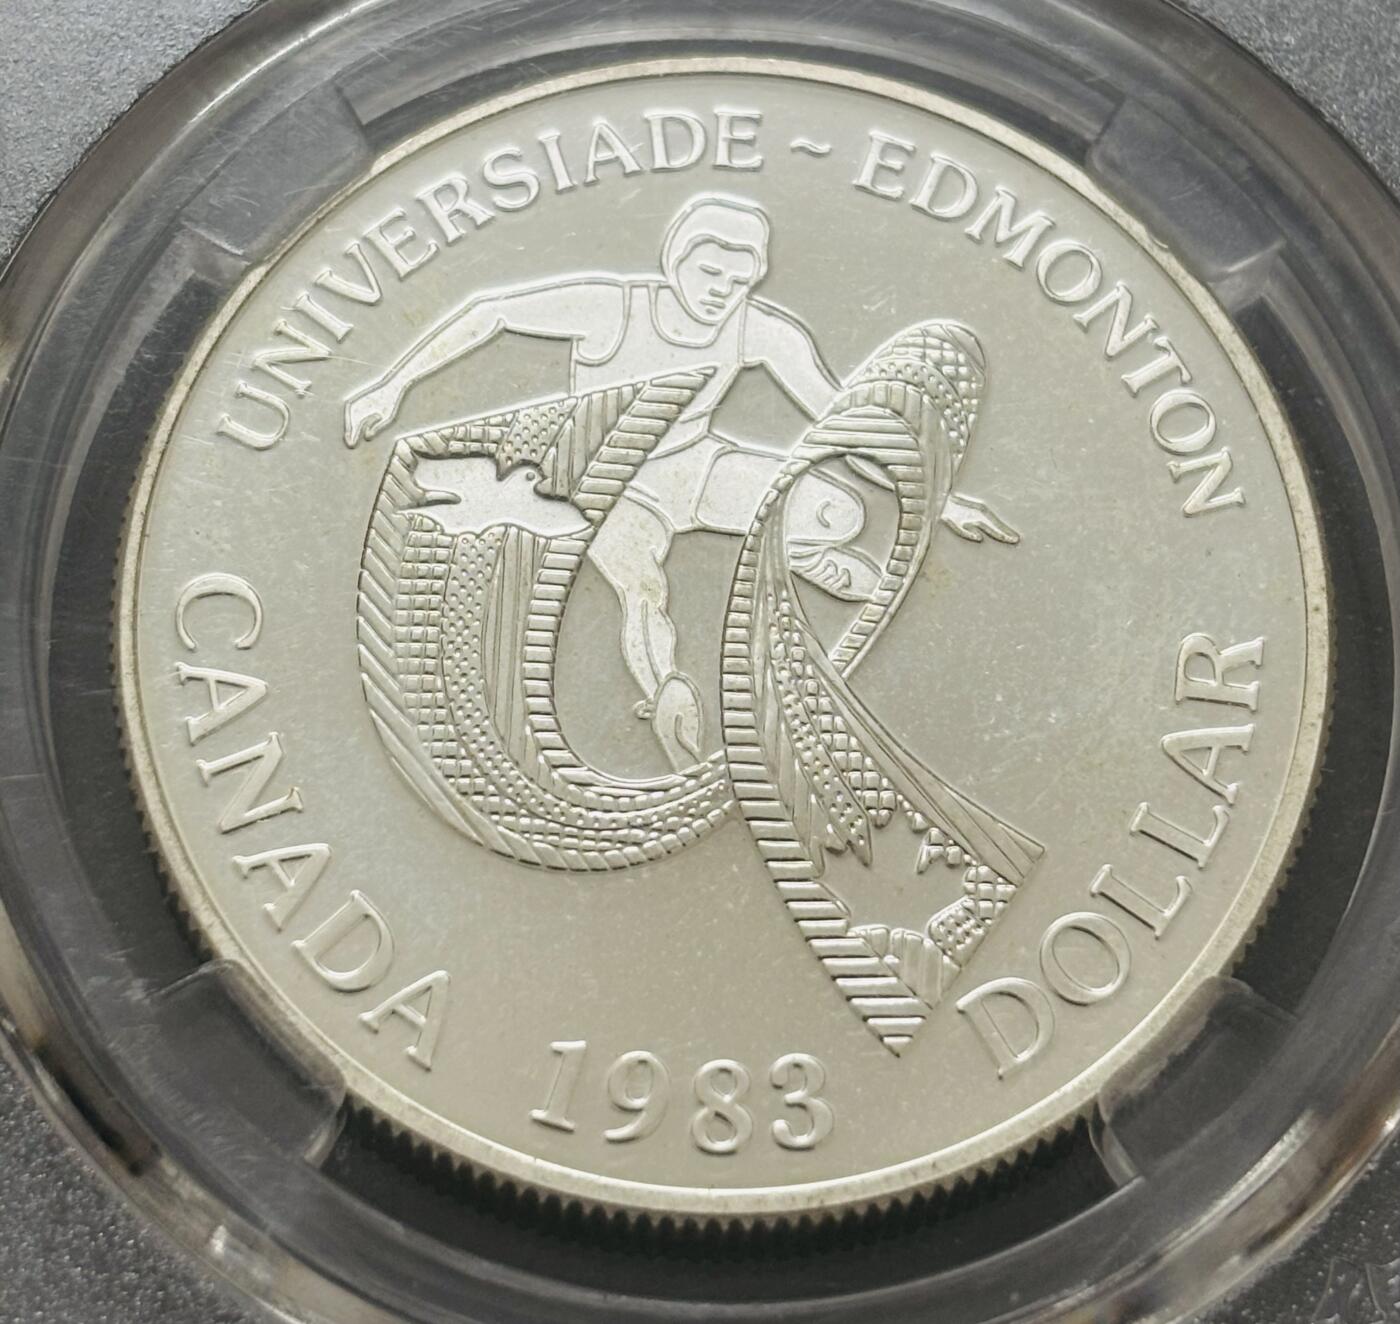 UNIVERSIADE ~ EDMONTON
CANADA
1983
DOLLAR